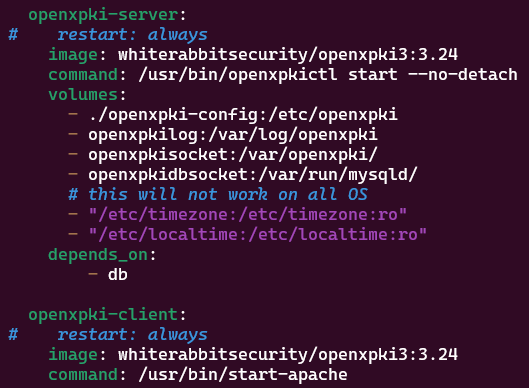 openxpki-server:
#    restart: always
    image: whiterabbitsecurity/openxpki3:3.24
    command: /usr/bin/openxpkictl start --no-detach
    volumes:
      - ./openxpki-config:/etc/openxpki
      - openxpkilog:/var/log/openxpki
      - openxpkisocket:/var/openxpki/
      - openxpkidbsocket:/var/run/mysqld/
      # this will not work on all OS
      - "/etc/timezone:/etc/timezone:ro"
      - "/etc/localtime:/etc/localtime:ro"
    depends_on:
        - db

  openxpki-client:
#    restart: always
    image: whiterabbitsecurity/openxpki3:3.24
    command: /usr/bin/start-apache